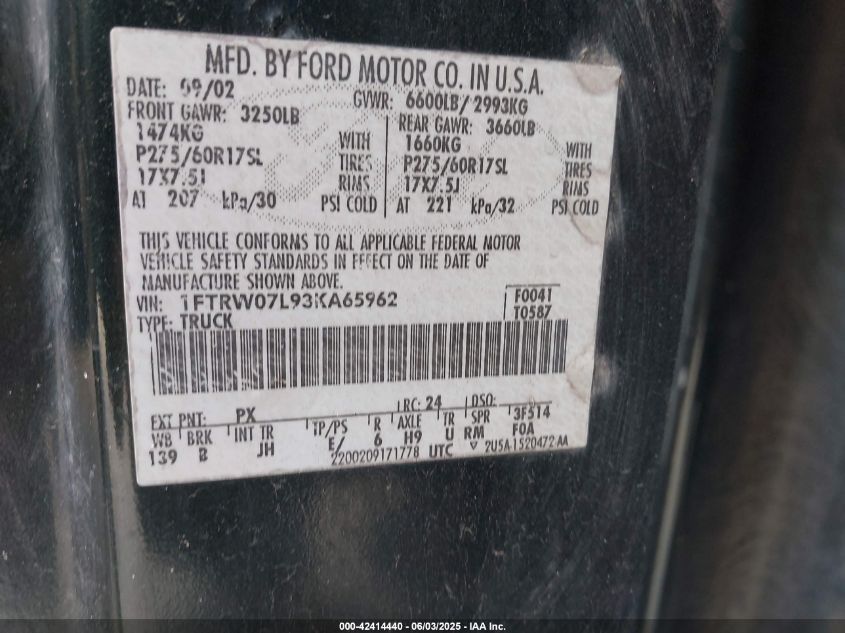 MFD. BY FORD MOTOR CO. IN U.S.A.
DATE: 09/02 GVWR: 6600LB/ 2993KG
FRONT GAWR: 3250LB REAR GAWR: 3660LB
1474KG WITH 1660KG WITH
P275/60R17SL TIRES P275/60R17SL TIRES
17X7.5J RIMS 17X7.5J RIMS
AT 207 kPa/30 PSI COLD AT 221 kPa/32 PSI COLD
THIS VEHICLE CONFORMS TO ALL APPLICABLE FEDERAL MOTOR
VEHICLE SAFETY STANDARDS IN EFFECT ON THE DATE OF
MANUFACTURE SHOWN ABOVE.
VIN: 1FTRW07L93KA65962 F0041
TYPE: TRUCK T0587
EXT PNT: PX RC: 24 DSO:
WB BRK INT TR TP/PS R AXLE TR SPR 3F514
139 B JH E/ 6 H9 U RM F0A
2200209171778 UTC ▽ 2U5A-1520472-AA
000-42414440 - 06/03/2025 - IAA Inc.